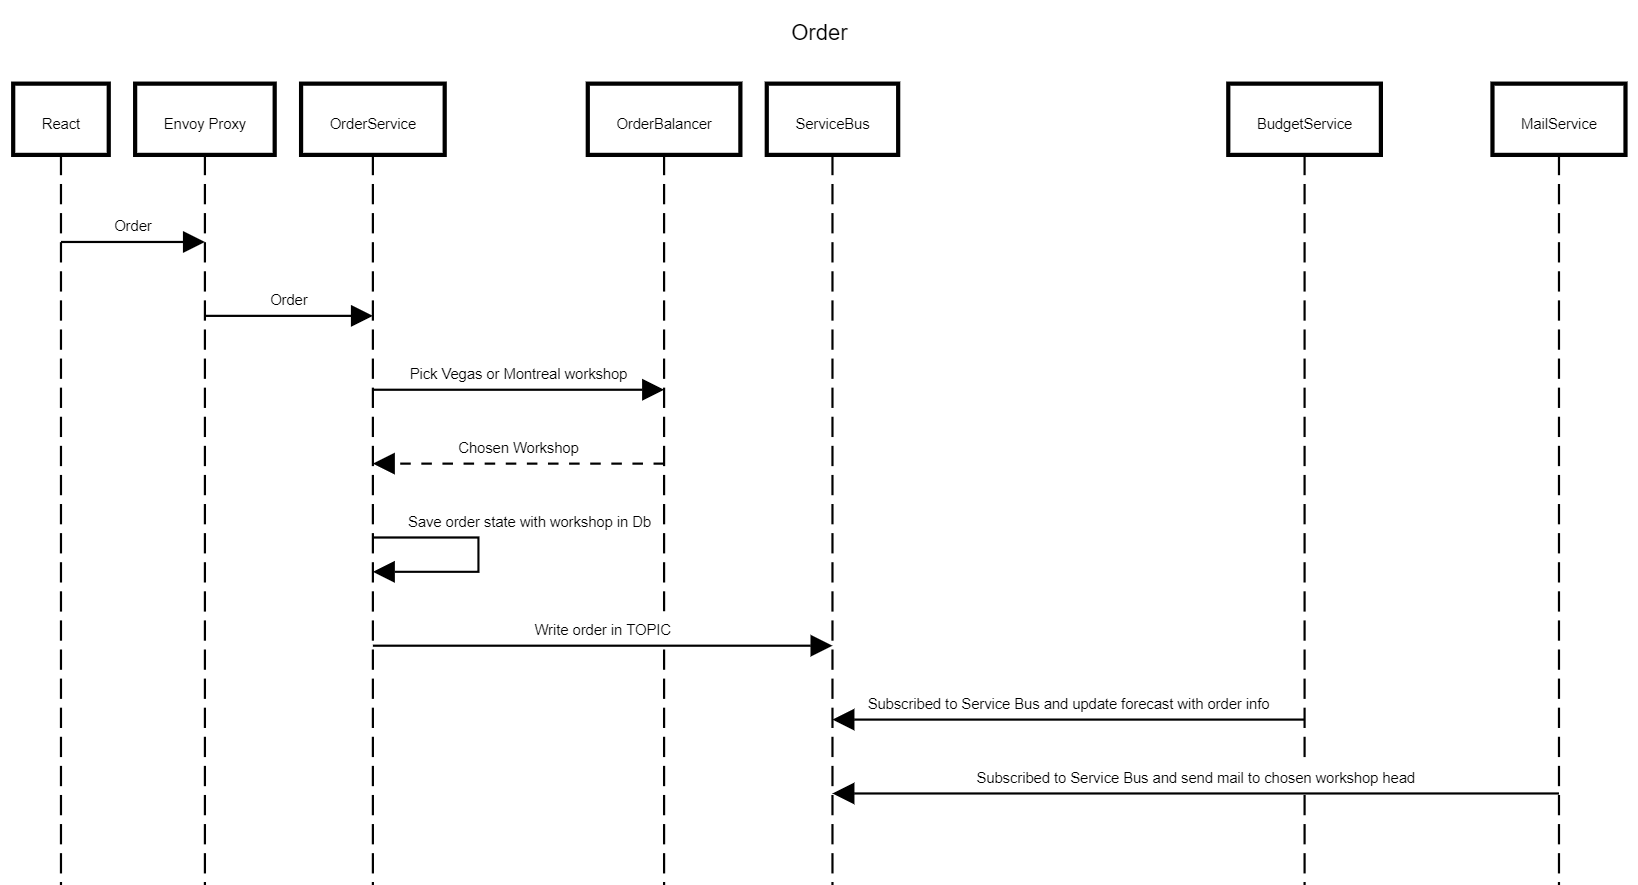 Order
React
Envoy Proxy
OrderService
OrderBalancer
ServiceBus
BudgetService
MailService
Order
Order
Pick Vegas or Montreal workshop
Chosen Workshop
Save order state with workshop in Db
Write order in TOPIC
Subscribed to Service Bus and update forecast with order info
Subscribed to Service Bus and send mail to chosen workshop head